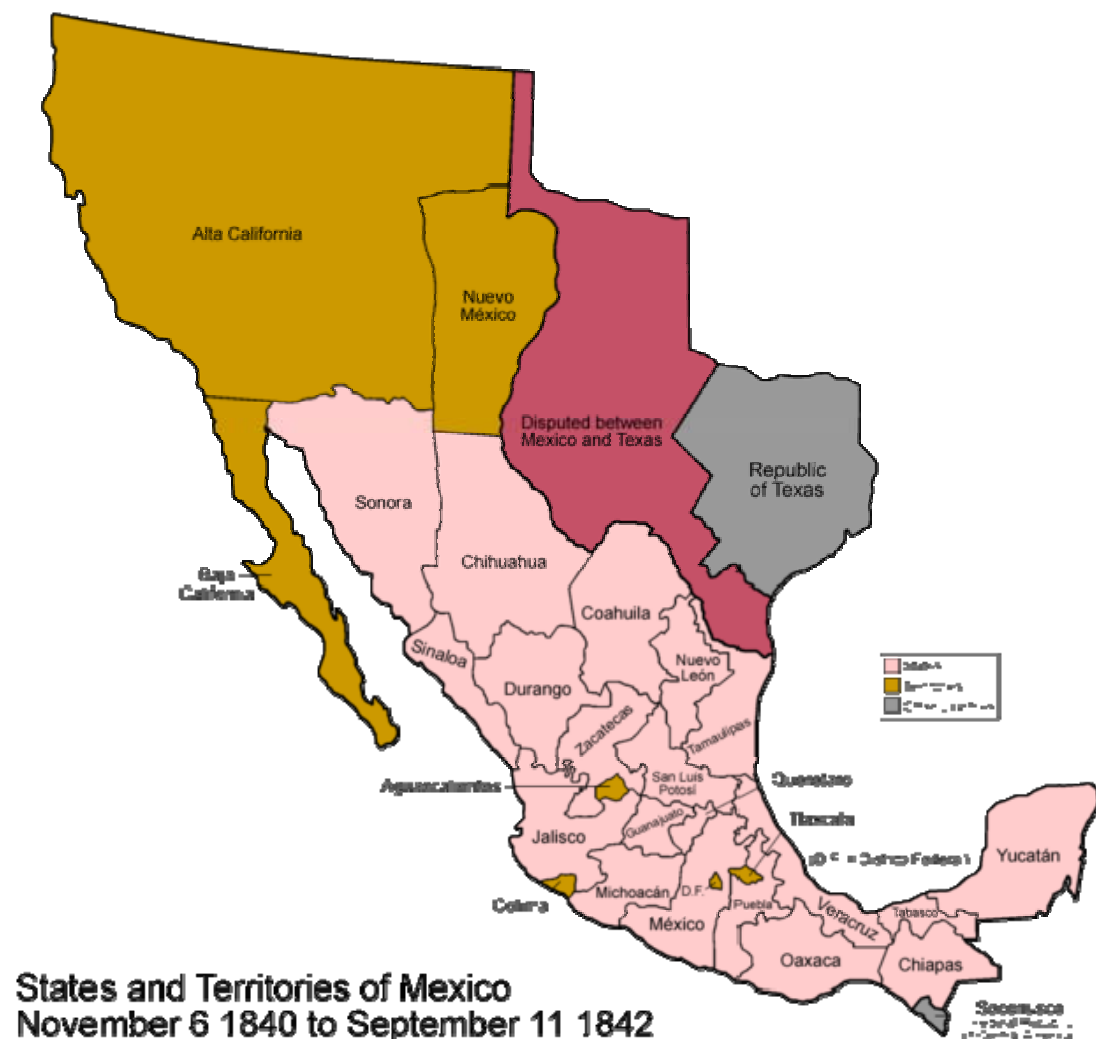 Alta California
Nuevo
México
Disputed between
Mexico and Texas
Republic
of Texas
Sonora
Chihuahua
Baja
California
Coahuila
Sinaloa
Nuevo
León
Durango
Zacatecas
Tamaulipas
San Luis
Potosí
Aguascalientes
Querétaro
Guanajuato
Tlaxcala
Jalisco
Yucatán
Michoacán
D.F.
Colima
Puebla
Veracruz
Tabasco
México
Oaxaca
Chiapas
States and Territories of Mexico
November 6 1840 to September 11 1842